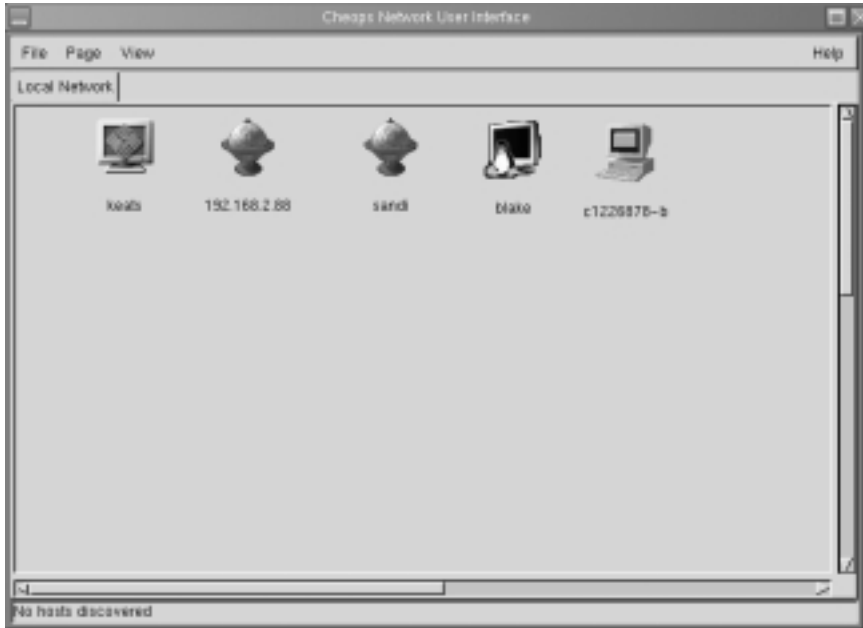 Cheops Network User Interface
File Page View Help
Local Network
keats 192.168.2.88 sandi blake c1226878-b
No hosts discovered